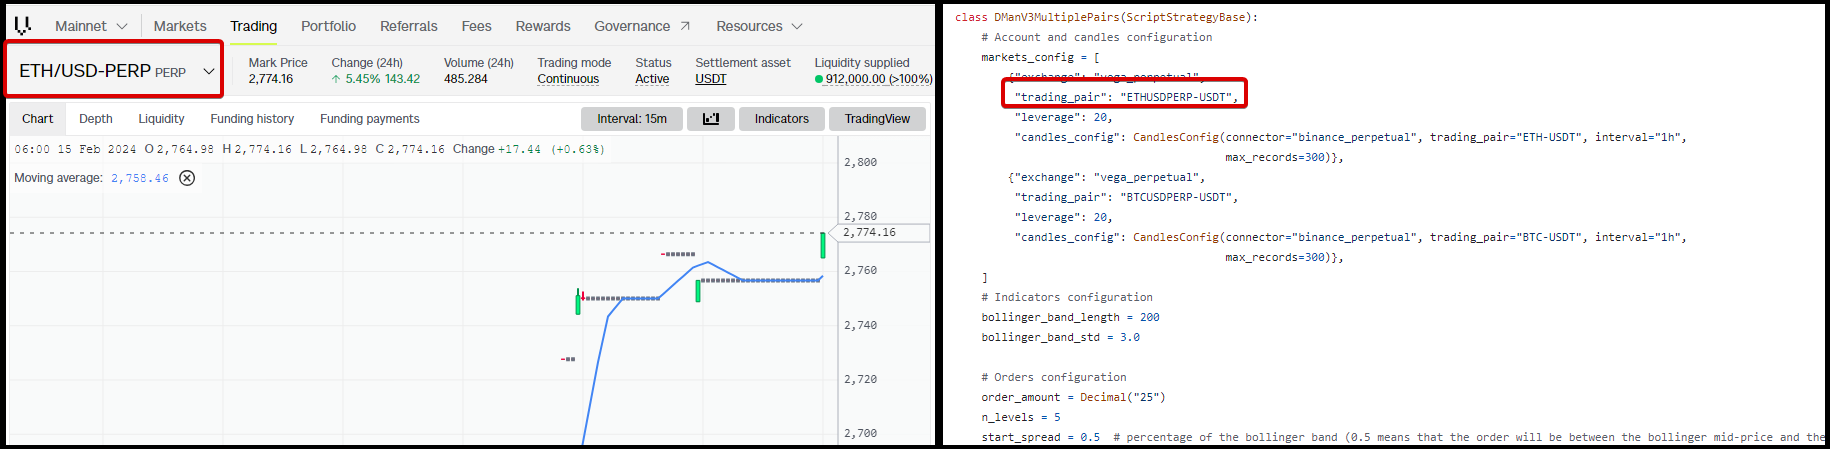 Mainnet Markets Trading Portfolio Referrals Fees Rewards Governance Resources
ETH/USD-PERP PERP
Mark Price
2,774.16
Change (24h)
5.45% 143.42
Volume (24h)
485.284
Trading mode
Continuous
Status
Active
Settlement asset
USDT
Liquidity supplied
912,000.00 (>100%)
Chart Depth Liquidity Funding history Funding payments
Interval: 15m Indicators TradingView
06:00 15 Feb 2024 O 2,764.98 H 2,774.16 L 2,764.98 C 2,774.16 Change +17.44 (+0.63%)
Moving average: 2,758.46
2,800
2,780
2,774.16
2,760
2,740
2,720
2,700
class DManV3MultiplePairs(ScriptStrategyBase):
# Account and candles configuration
markets_config = [
{"exchange": "vega_perpetual",
"trading_pair": "ETHUSDPERP-USDT",
"leverage": 20,
"candles_config": CandlesConfig(connector="binance_perpetual", trading_pair="ETH-USDT", interval="1h",
max_records=300)},
{"exchange": "vega_perpetual",
"trading_pair": "BTCUSDPERP-USDT",
"leverage": 20,
"candles_config": CandlesConfig(connector="binance_perpetual", trading_pair="BTC-USDT", interval="1h",
max_records=300)},
]
# Indicators configuration
bollinger_band_length = 200
bollinger_band_std = 3.0
# Orders configuration
order_amount = Decimal("25")
n_levels = 5
start_spread = 0.5 # percentage of the bollinger band (0.5 means that the order will be between the bollinger mid-price and the